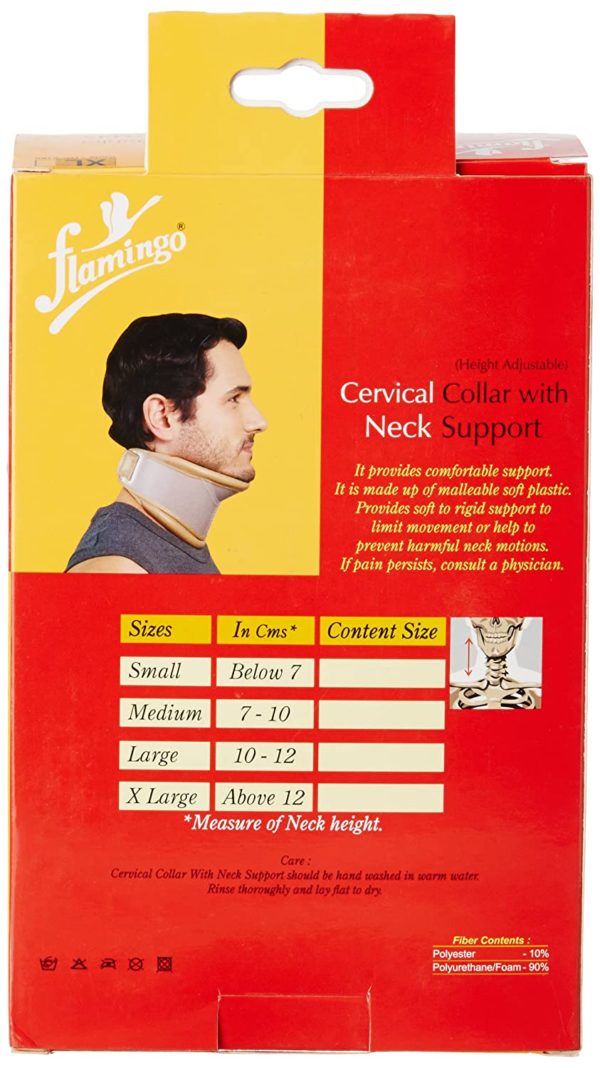 XL
flamingo®
(Height Adjustable)
Cervical Collar with
Neck Support
It provides comfortable support.
It is made up of malleable soft plastic.
Provides soft to rigid support to
limit movement or help to
prevent harmful neck motions.
If pain persists, consult a physician.
Sizes In Cms* Content Size
Small Below 7
Medium 7 - 10
Large 10 - 12
X Large Above 12
*Measure of Neck height.
Care :
Cervical Collar With Neck Support should be hand washed in warm water.
Rinse thoroughly and lay flat to dry.
Fiber Contents :
Polyester - 10%
Polyurethane/Foam - 90%